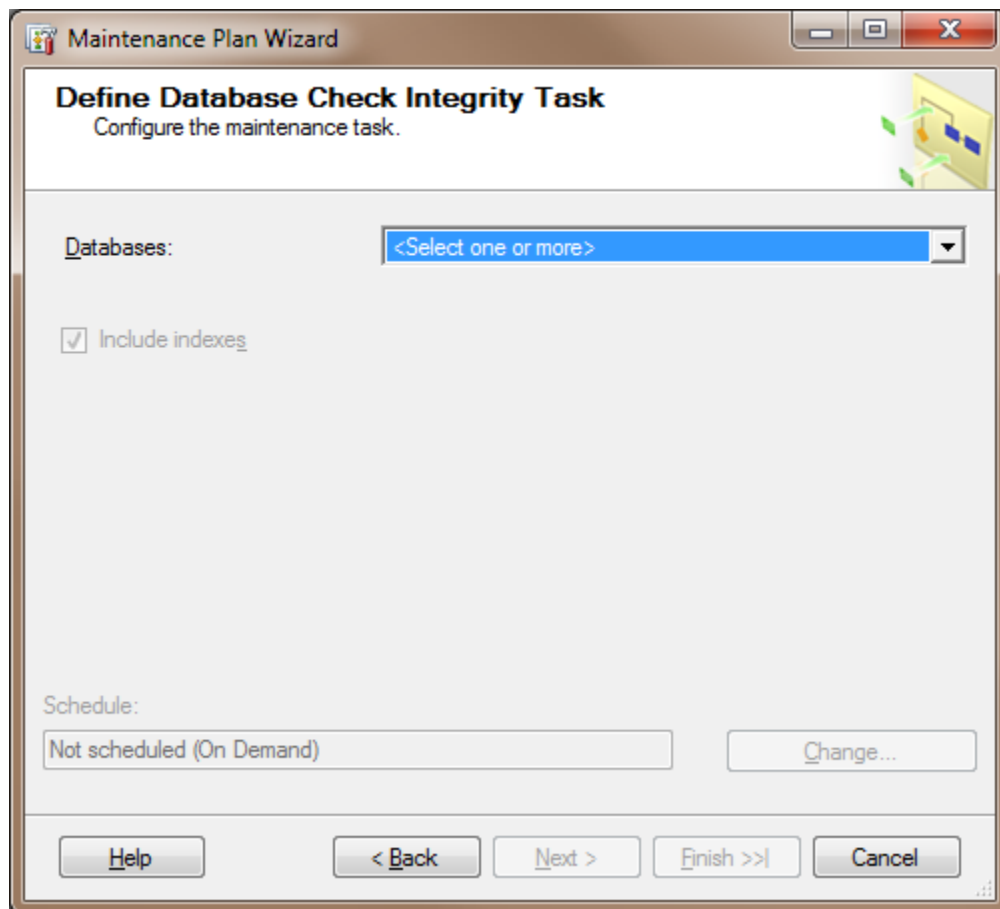 Maintenance Plan Wizard
Define Database Check Integrity Task
Configure the maintenance task.
Databases: <Select one or more>
Include indexes
Schedule:
Not scheduled (On Demand) Change...
Help < Back Next > Finish >>| Cancel